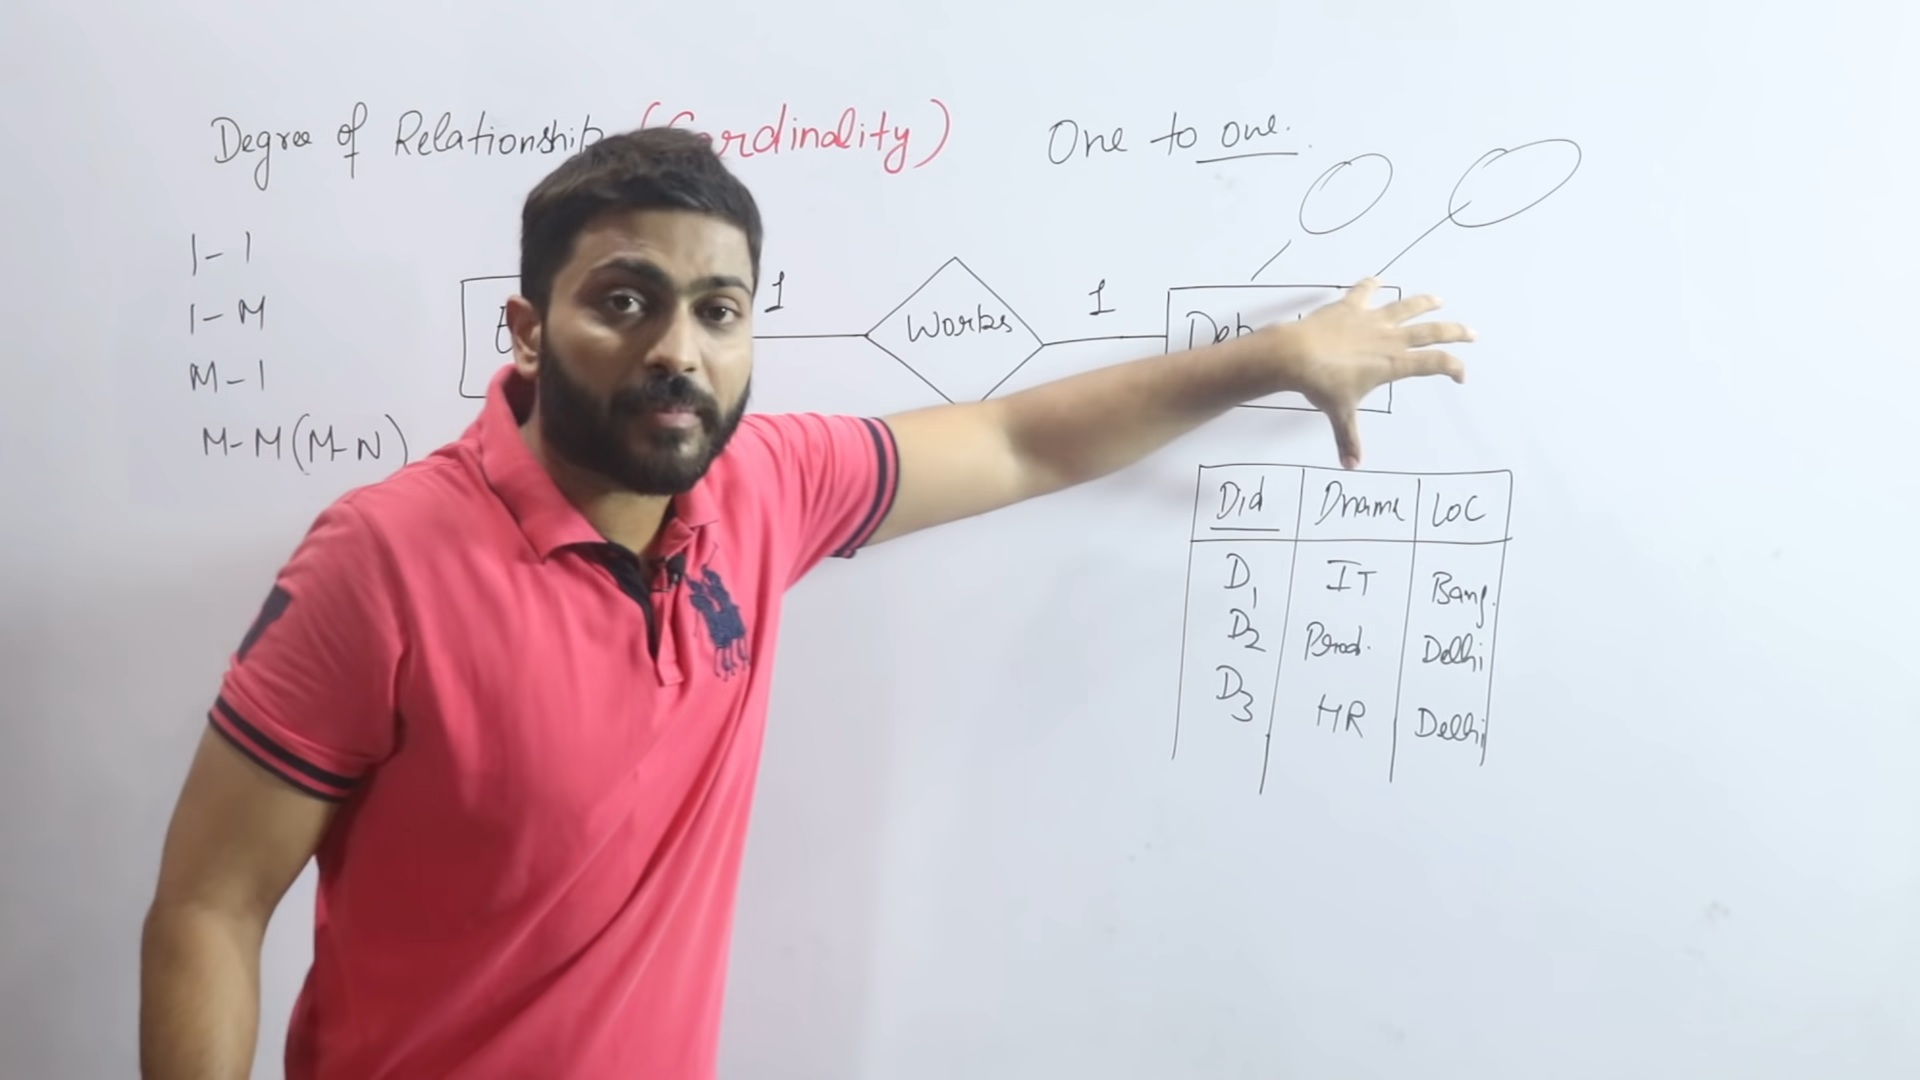 Degree of Relationship (Cardinality)
One to one.
1-1
1-M
M-1
M-M (M-N)
1
Works
1
Did Dname Loc
D1 IT Bang.
D2 Prod. Delhi
D3 HR Delhi